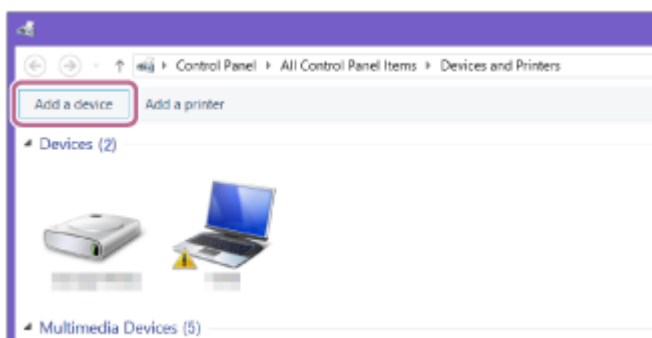 Control Panel All Control Panel Items Devices and Printers
Add a device Add a printer
Devices (2)
Multimedia Devices (5)